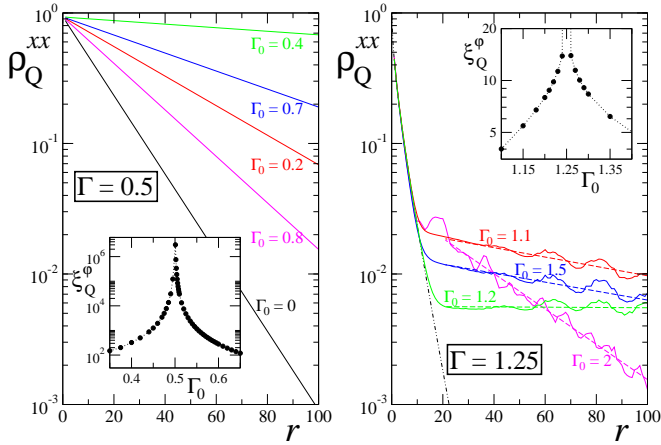 ρ_Q^xx
10^0
10^-1
10^-2
10^-3
0 20 40 60 80 100
r
Γ_0 = 0.4
Γ_0 = 0.7
Γ_0 = 0.2
Γ_0 = 0.8
Γ_0 = 0
Γ = 0.5
ξ_Q^φ
10^6
10^4
10^2
0.4 0.5 0.6
Γ_0
ρ_Q^xx
10^0
10^-1
10^-2
10^-3
0 20 40 60 80 100
r
Γ_0 = 1.1
Γ_0 = 1.5
Γ_0 = 1.2
Γ_0 = 2
Γ = 1.25
ξ_Q^φ
20
10
5
1.15 1.25 1.35
Γ_0